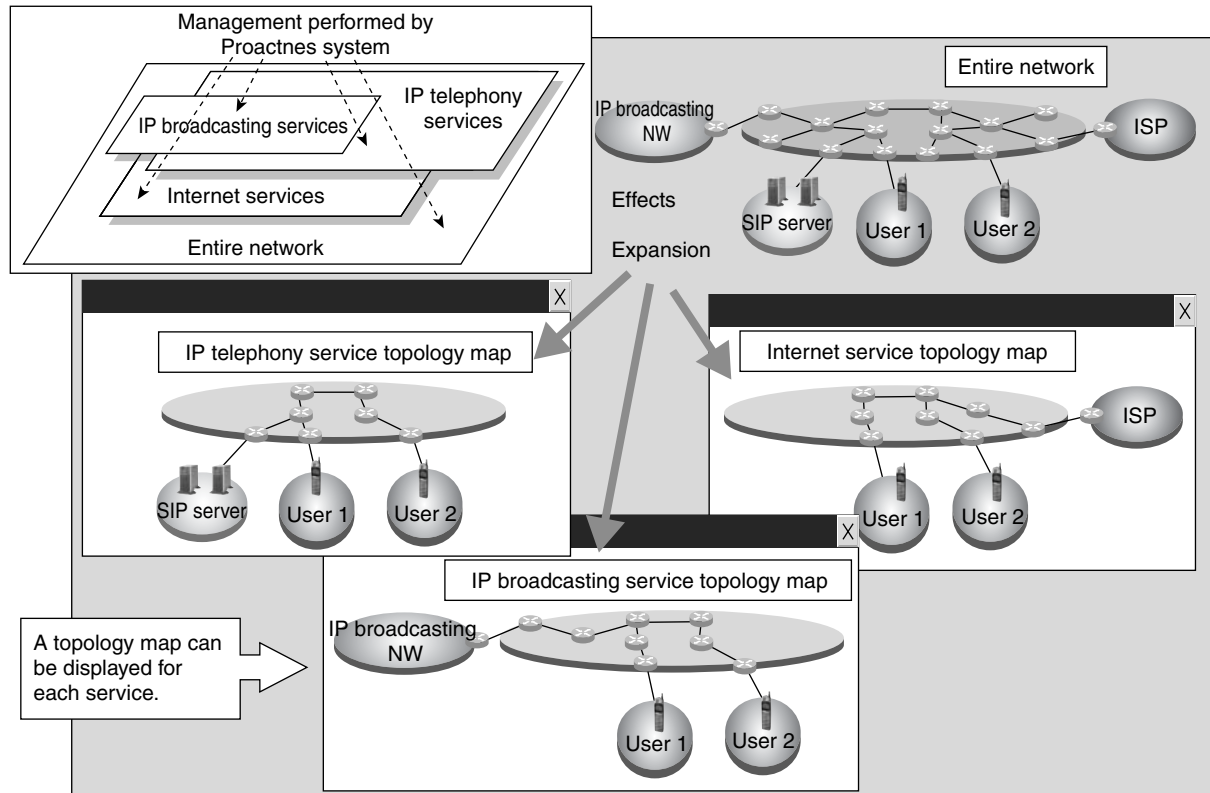 Management performed by
Proactnes system
IP telephony
services
IP broadcasting services
Internet services
Entire network
Entire network
IP broadcasting
NW
ISP
SIP server
User 1
User 2
Effects
Expansion
X
IP telephony service topology map
SIP server
User 1
User 2
X
Internet service topology map
ISP
User 1
User 2
X
IP broadcasting service topology map
IP broadcasting
NW
User 1
User 2
A topology map can
be displayed for
each service.